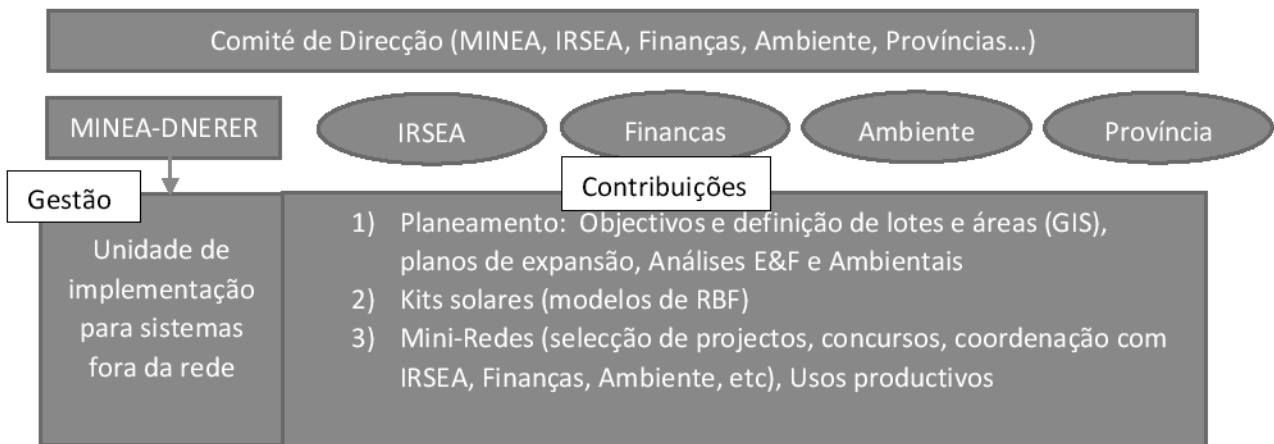 Comité de Direcção (MINEA, IRSEA, Finanças, Ambiente, Províncias...)
MINEA-DNERER
IRSEA
Finanças
Ambiente
Província
Gestão
Contribuições
Unidade de
implementação
para sistemas
fora da rede
1) Planeamento: Objectivos e definição de lotes e áreas (GIS),
planos de expansão, Análises E&F e Ambientais
2) Kits solares (modelos de RBF)
3) Mini-Redes (selecção de projectos, concursos, coordenação com
IRSEA, Finanças, Ambiente, etc), Usos productivos